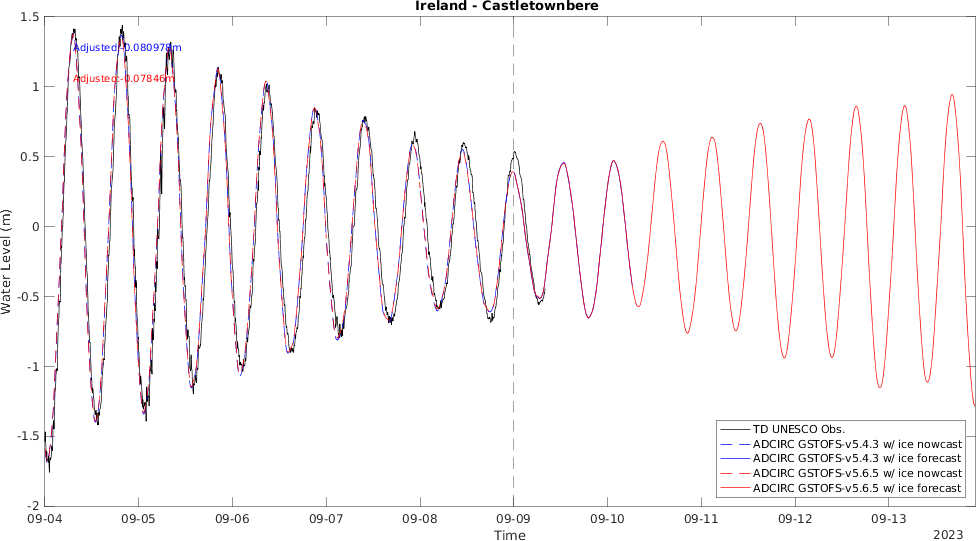 Ireland - Castletownbere
1.5
1
0.5
0
-0.5
-1
-1.5
-2
Water Level (m)
Adjusted:-0.080978m
Adjusted:-0.07846m
TD UNESCO Obs.
ADCIRC GSTOFS-v5.4.3 w/ ice nowcast
ADCIRC GSTOFS-v5.4.3 w/ ice forecast
ADCIRC GSTOFS-v5.6.5 w/ ice nowcast
ADCIRC GSTOFS-v5.6.5 w/ ice forecast
09-04 09-05 09-06 09-07 09-08 09-09 09-10 09-11 09-12 09-13
Time
2023